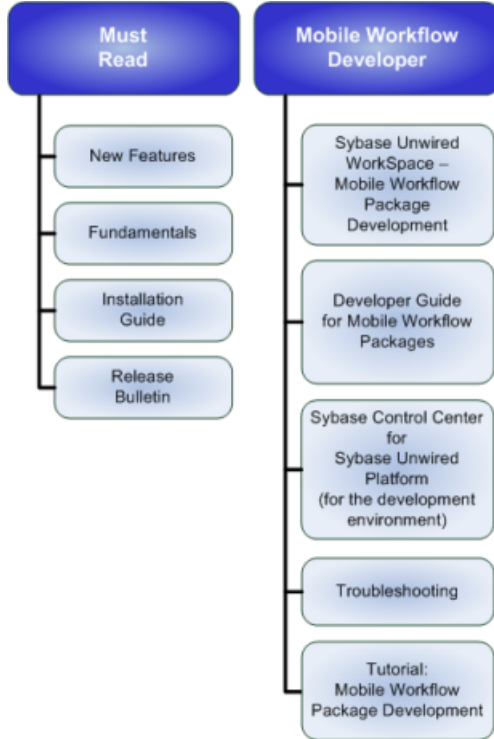 Must
Read
New Features
Fundamentals
Installation
Guide
Release
Bulletin
Mobile Workflow
Developer
Sybase Unwired
WorkSpace –
Mobile Workflow
Package
Development
Developer Guide
for Mobile Workflow
Packages
Sybase Control Center
for
Sybase Unwired
Platform
(for the development
environment)
Troubleshooting
Tutorial:
Mobile Workflow
Package Development